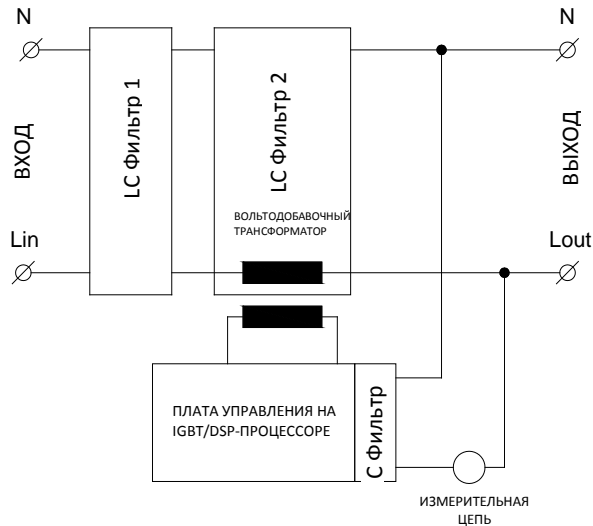 N
N
ВХОД
LC Фильтр 1
LC Фильтр 2
ВЫХОД
ВОЛЬТОДОБАВОЧНЫЙ
ТРАНСФОРМАТОР
Lin
Lout
ПЛАТА УПРАВЛЕНИЯ НА
IGBT/DSP-ПРОЦЕССОРЕ
С Фильтр
ИЗМЕРИТЕЛЬНАЯ
ЦЕПЬ